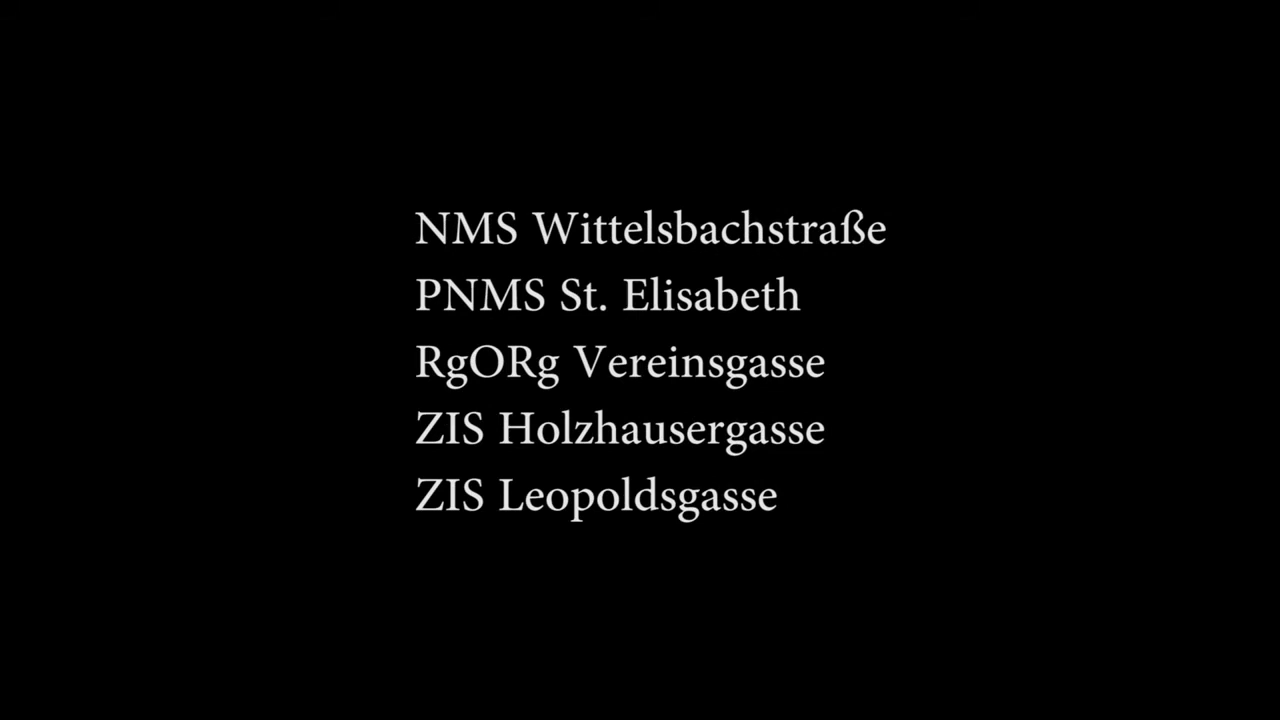 NMS Wittelsbachstraße
PNMS St. Elisabeth
RgORg Vereinsgasse
ZIS Holzhausergasse
ZIS Leopoldsgasse